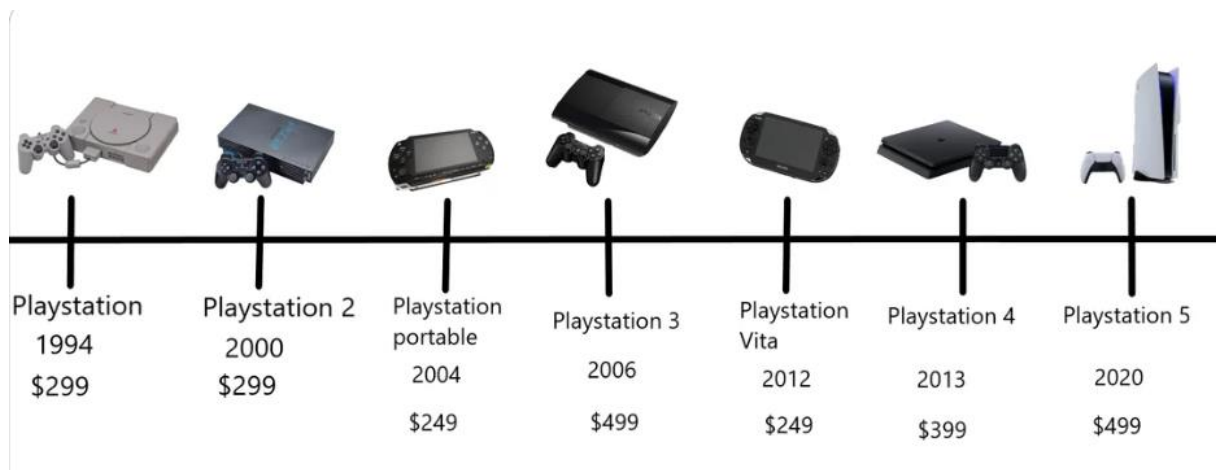 Playstation
1994
$299
Playstation 2
2000
$299
Playstation
portable
2004
$249
Playstation 3
2006
$499
Playstation
Vita
2012
$249
Playstation 4
2013
$399
Playstation 5
2020
$499